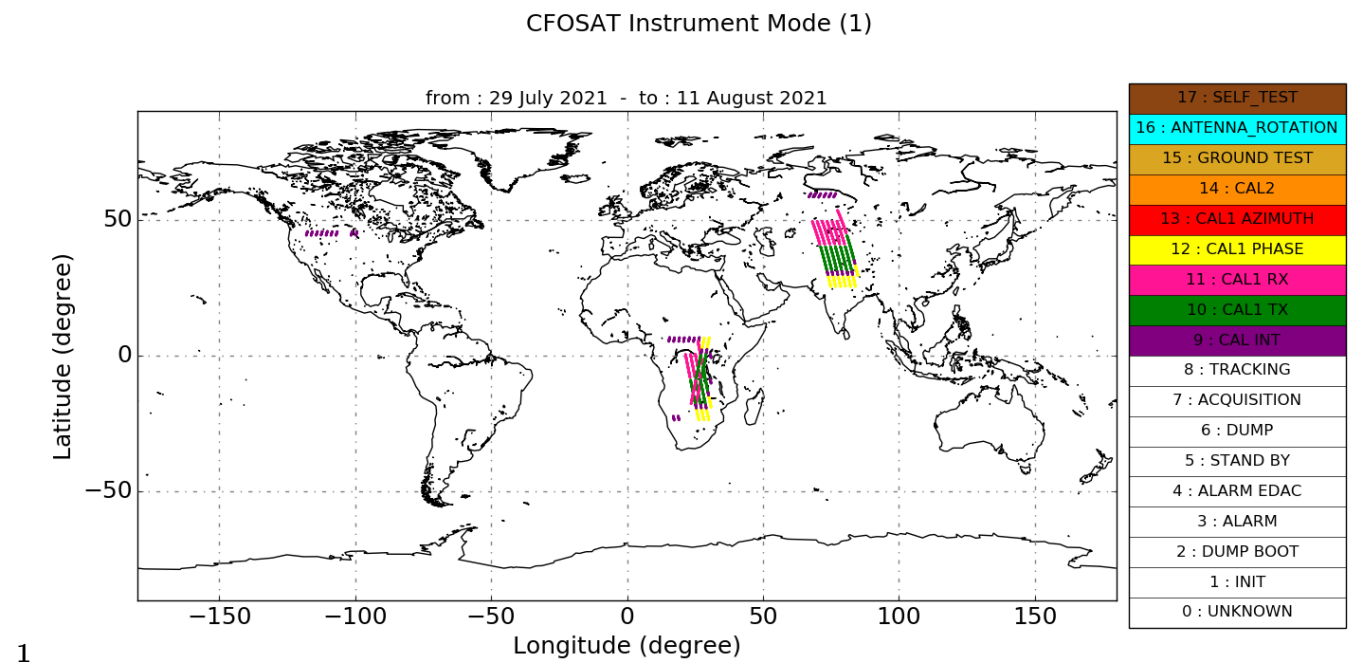 CFOSAT Instrument Mode (1)
from : 29 July 2021 - to : 11 August 2021
17 : SELF_TEST
16 : ANTENNA_ROTATION
15 : GROUND TEST
14 : CAL2
13 : CAL1 AZIMUTH
12 : CAL1 PHASE
11 : CAL1 RX
10 : CAL1 TX
9 : CAL INT
8 : TRACKING
7 : ACQUISITION
6 : DUMP
5 : STAND BY
4 : ALARM EDAC
3 : ALARM
2 : DUMP BOOT
1 : INIT
0 : UNKNOWN
Latitude (degree)
50
0
−50
−150 −100 −50 0 50 100 150
Longitude (degree)
1